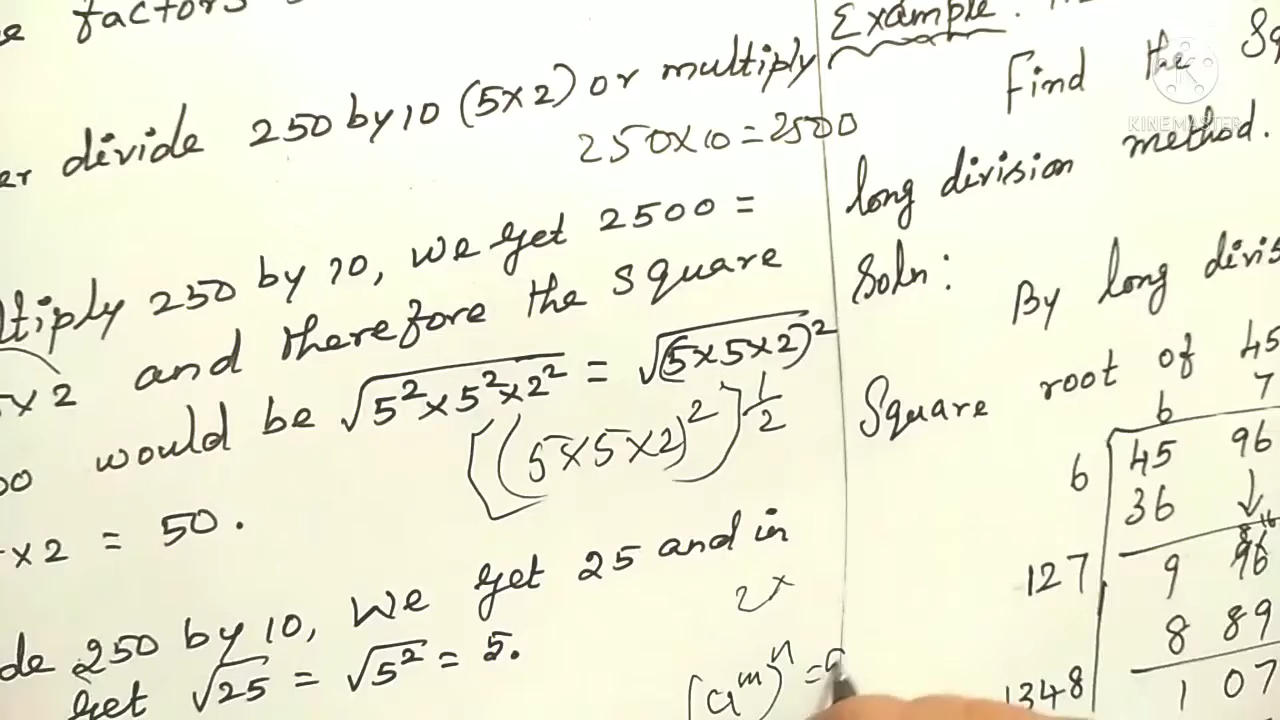 factors
divide 250 by 10 (5×2) or multiply
250×10 = 2500
multiply 250 by 10, we get 2500 =
×2 and therefore the square
would be √5²×5²×2² = √(5×5×2)²
[(5×5×2)²]^1/2
×2 = 50.
250 by 10, we get 25 and in
2×
get √25 = √5² = 5.
(a^m)^n =
Example.
Find the
KINEMASTER
long division method.
Soln:
By long
Square root of 45
6 7
6 45 96
36
8 16
127 9 96
8 89
1348 1 07